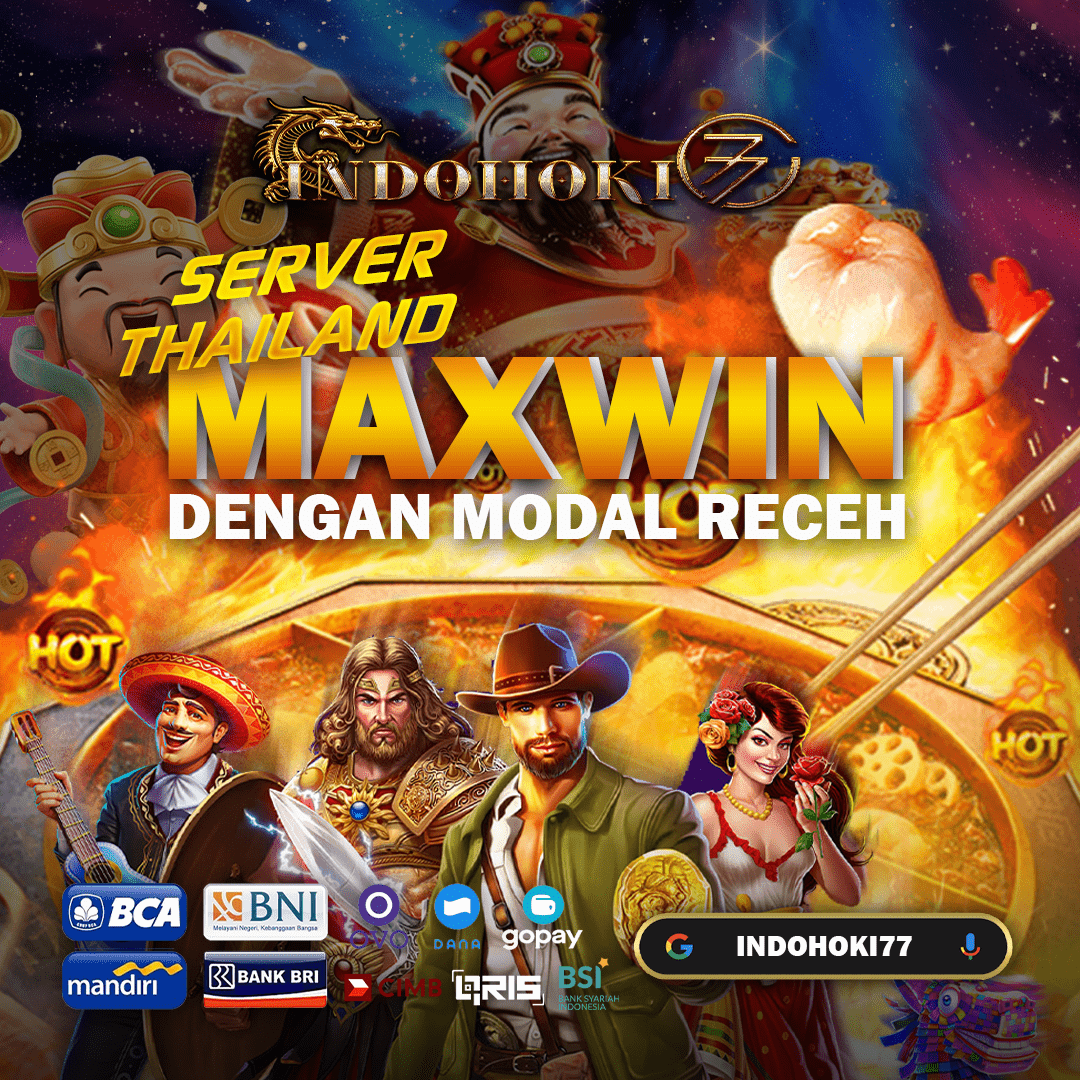 INDOHOKI77
SERVER
THAILAND
MAXWIN
DENGAN MODAL RECEH
HOT
HOT
HOT
BCA
BNI
Melayani Negeri, Kebanggaan Bangsa
OVO
DANA
gopay
mandiri
BANK BRI
CIMB
QRIS
BSI
BANK SYARIAH
INDONESIA
G INDOHOKI77